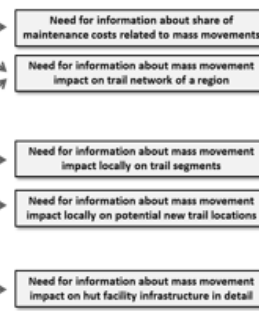 Need for information about share of
maintenance costs related to mass movements
Need for information about mass movement
impact on trail network of a region
Need for information about mass movement
impact locally on trail segments
Need for information about mass movement
impact locally on potential new trail locations
Need for information about mass movement
impact on hut facility infrastructure in detail